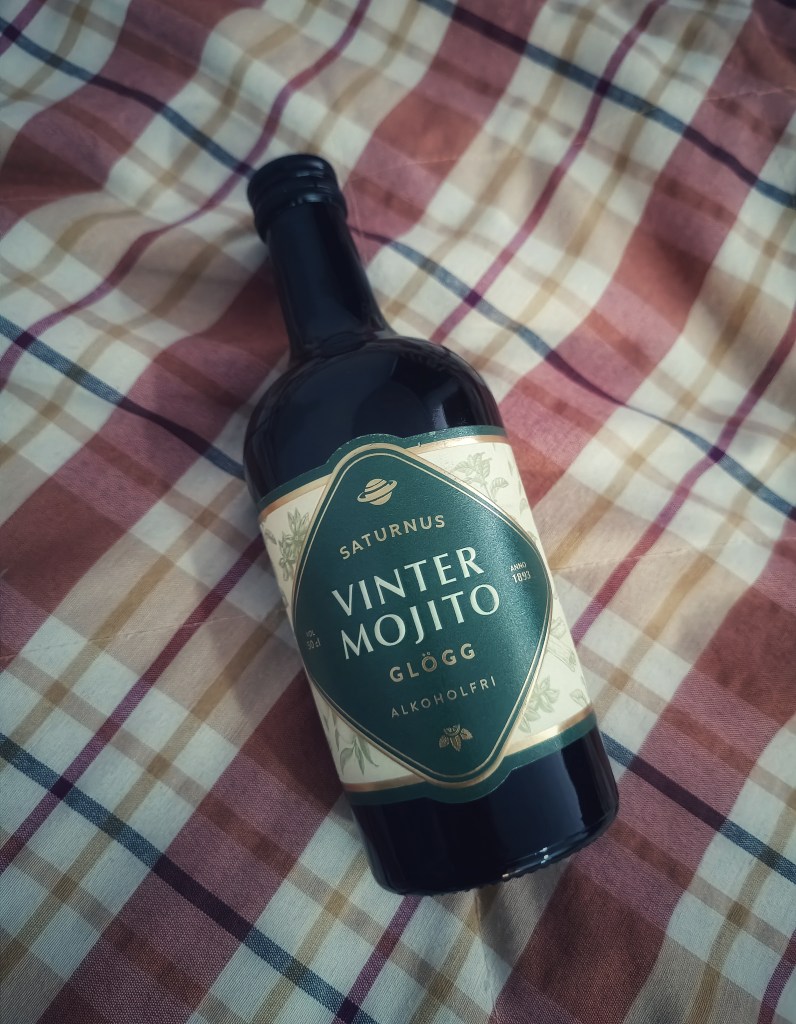 SATURNUS
VINTER
MOJITO
GLÖGG
ALKOHOLFRI
ANNO
1893